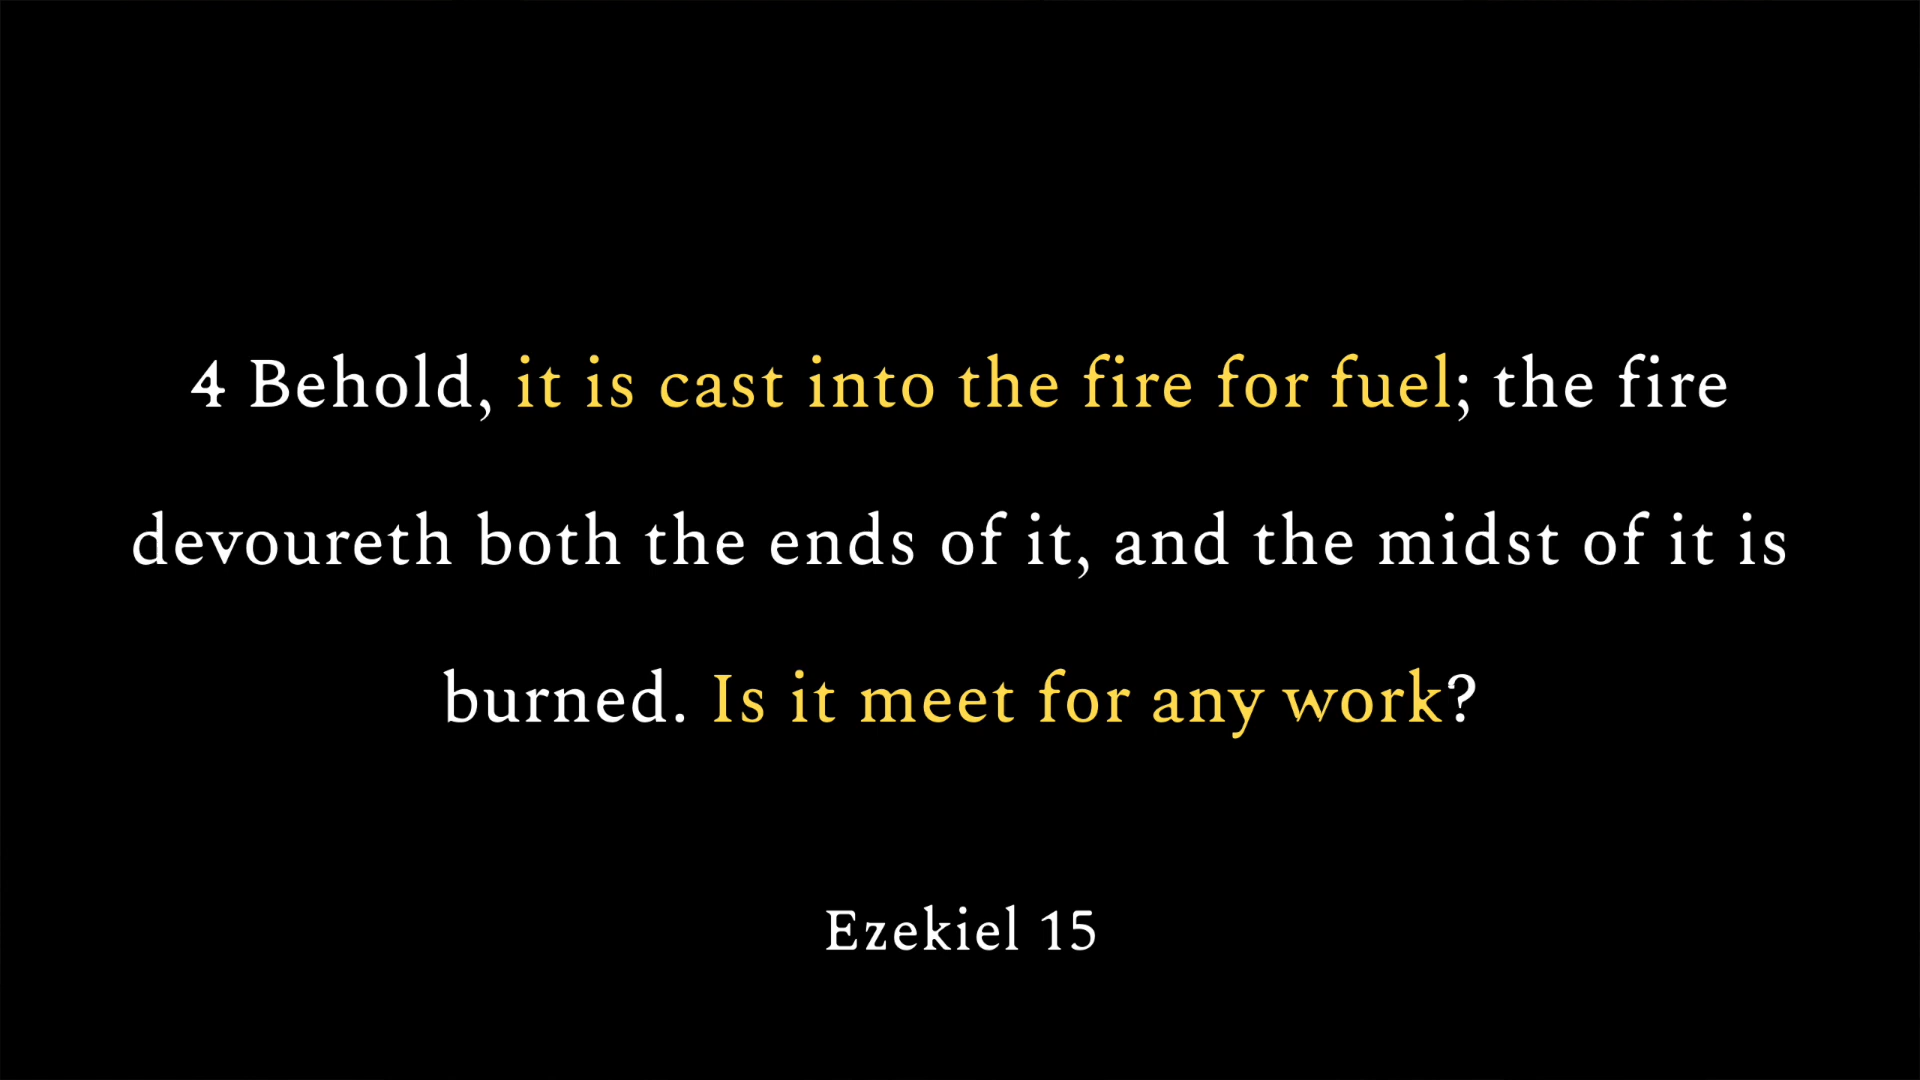 4 Behold, it is cast into the fire for fuel; the fire
devoureth both the ends of it, and the midst of it is
burned. Is it meet for any work?
Ezekiel 15